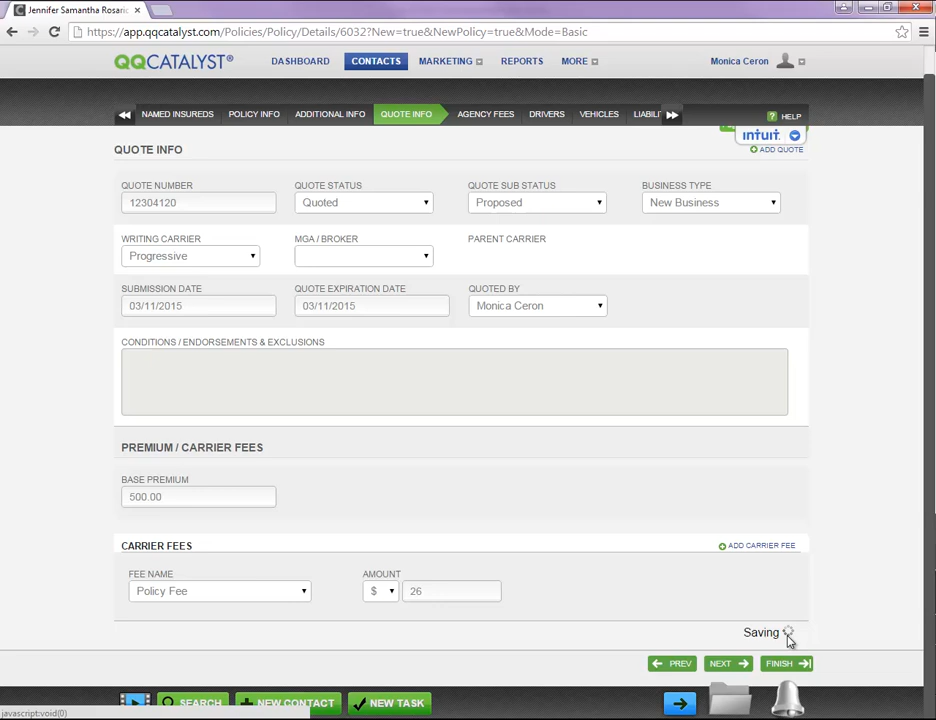 Jennifer Samantha Rosaric
https://app.qqcatalyst.com/Policies/Policy/Details/6032?New=true&NewPolicy=true&Mode=Basic
QQCATALYST®
DASHBOARD CONTACTS MARKETING REPORTS MORE Monica Ceron
NAMED INSUREDS POLICY INFO ADDITIONAL INFO QUOTE INFO AGENCY FEES DRIVERS VEHICLES LIABIL ? HELP
intuit.
QUOTE INFO ADD QUOTE
QUOTE NUMBER QUOTE STATUS QUOTE SUB STATUS BUSINESS TYPE
12304120 Quoted Proposed New Business
WRITING CARRIER MGA / BROKER PARENT CARRIER
Progressive
SUBMISSION DATE QUOTE EXPIRATION DATE QUOTED BY
03/11/2015 03/11/2015 Monica Ceron
CONDITIONS / ENDORSEMENTS & EXCLUSIONS
PREMIUM / CARRIER FEES
BASE PREMIUM
500.00
CARRIER FEES ADD CARRIER FEE
FEE NAME AMOUNT
Policy Fee $ 26
Saving
PREV NEXT FINISH
SEARCH NEW CONTACT NEW TASK
javascript:void(0)